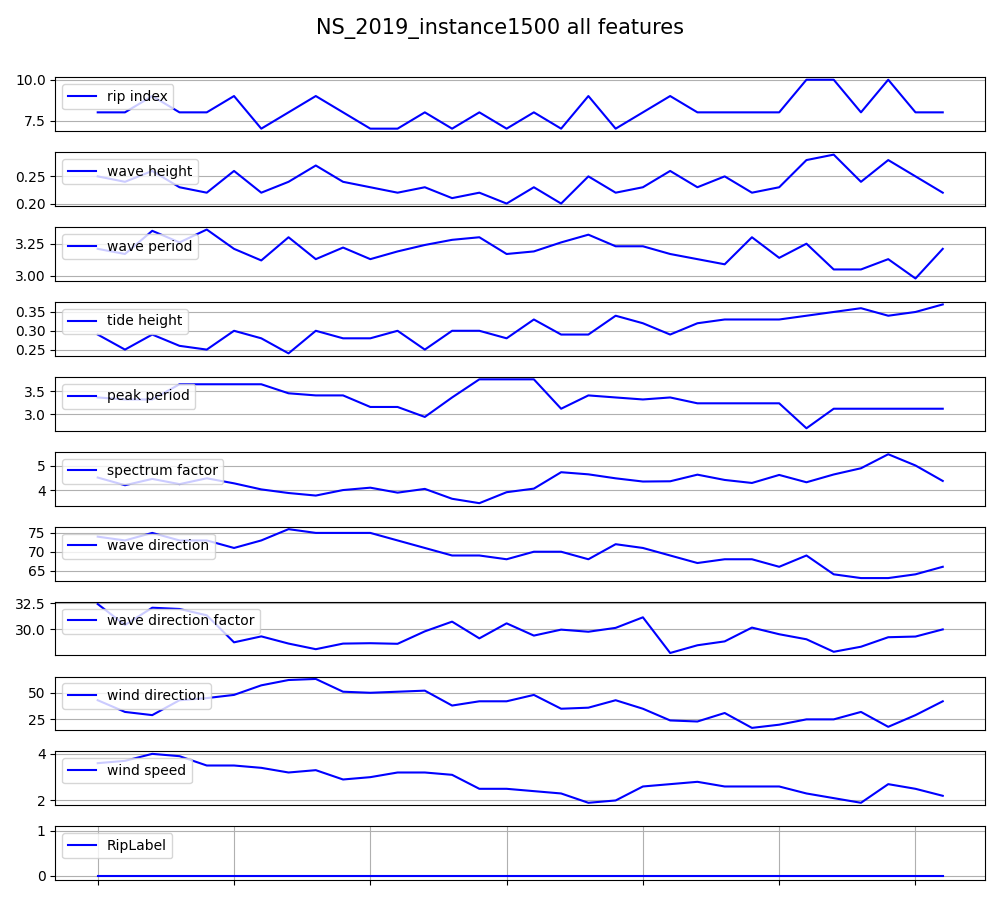 NS_2019_instance1500 all features
10.0
7.5
rip index
0.25
0.20
wave height
3.25
3.00
wave period
0.35
0.30
0.25
tide height
3.5
3.0
peak period
5
4
spectrum factor
75
70
65
wave direction
32.5
30.0
wave direction factor
50
25
wind direction
4
2
wind speed
1
0
RipLabel